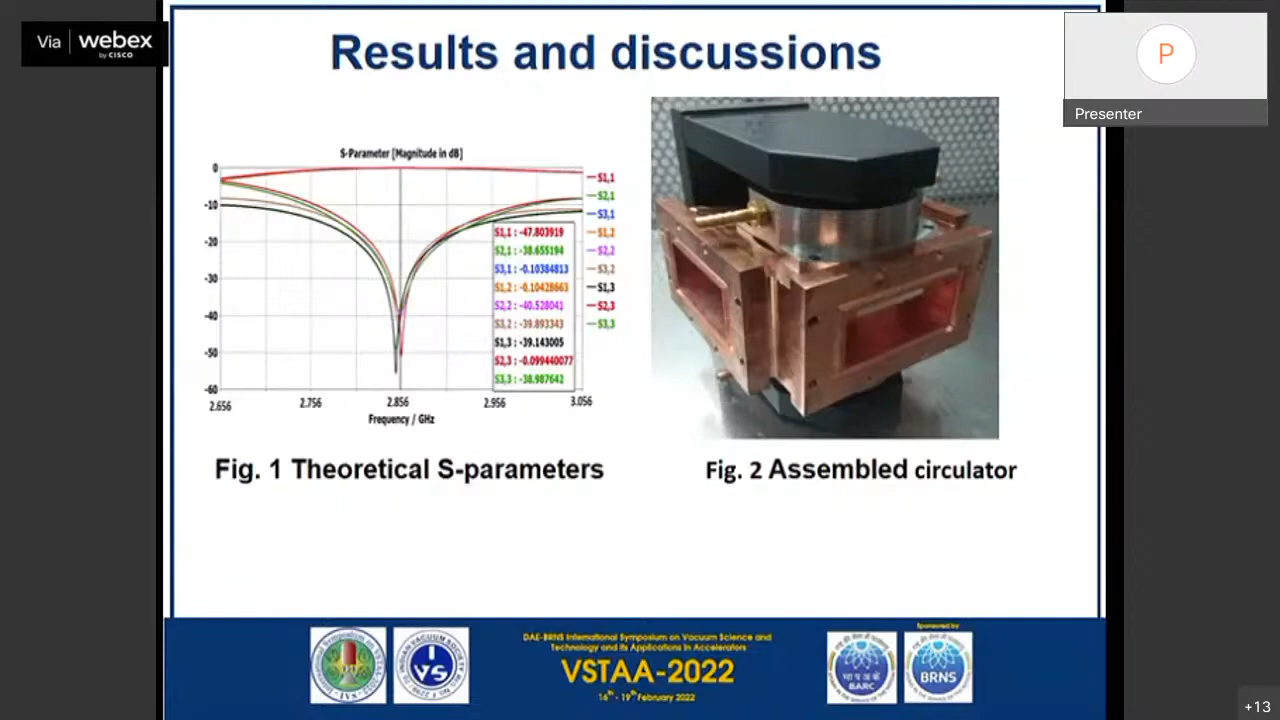 Via webex
by CISCO
Results and discussions
P
Presenter
S-Parameter [Magnitude in dB]
0
-10
-20
-30
-40
-50
-60
2.656
2.756
2.856
2.956
3.056
Frequency / GHz
S1,1 : -47.803919
S2,1 : -38.655194
S3,1 : -0.10384813
S1,2 : -0.10428663
S2,2 : -40.528041
S3,2 : -39.893343
S1,3 : -39.143005
S2,3 : -0.099440077
S3,3 : -38.987642
S1,1
S2,1
S3,1
S1,2
S2,2
S3,2
S1,3
S2,3
S3,3
Fig. 1 Theoretical S-parameters
Fig. 2 Assembled circulator
DAE-BRNS International Symposium on Vacuum Science and
Technology and its Applications In Accelerators
VSTAA-2022
16th - 19th February 2022
IVS
INDIAN VACUUM SOCIETY
Sponsored by
BARC
BRNS
+13